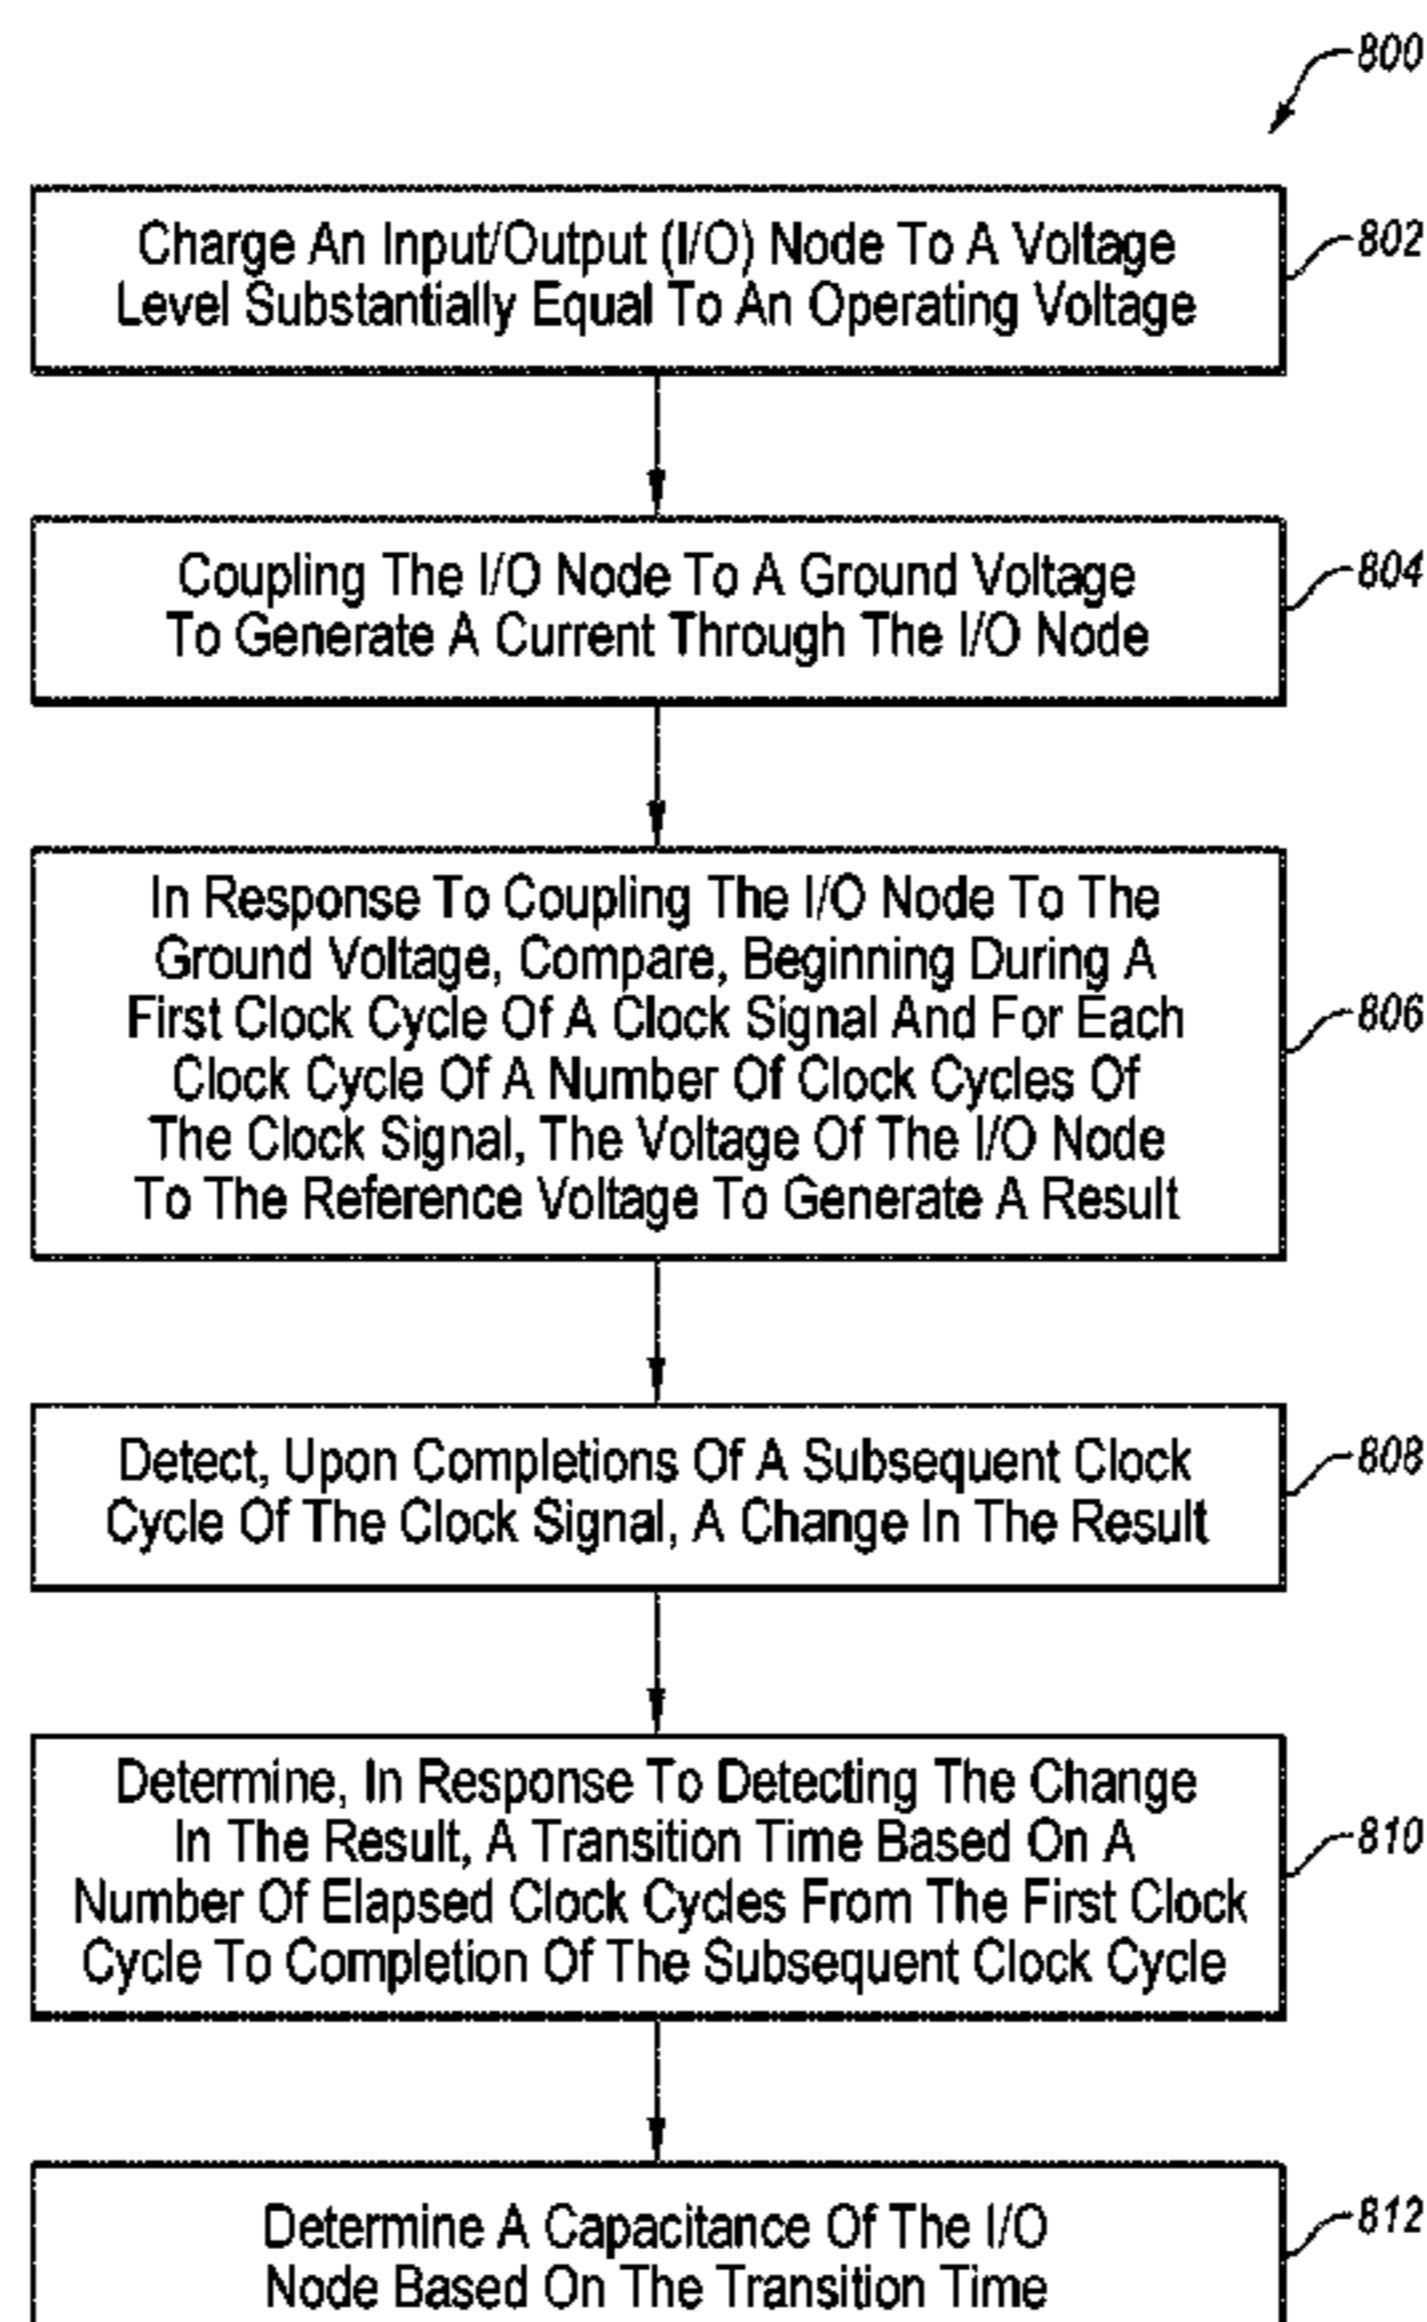 800
Charge An Input/Output (I/O) Node To A Voltage
Level Substantially Equal To An Operating Voltage
802
Coupling The I/O Node To A Ground Voltage
To Generate A Current Through The I/O Node
804
In Response To Coupling The I/O Node To The
Ground Voltage, Compare, Beginning During A
First Clock Cycle Of A Clock Signal And For Each
Clock Cycle Of A Number Of Clock Cycles Of
The Clock Signal, The Voltage Of The I/O Node
To The Reference Voltage To Generate A Result
806
Detect, Upon Completions Of A Subsequent Clock
Cycle Of The Clock Signal, A Change In The Result
808
Determine, In Response To Detecting The Change
In The Result, A Transition Time Based On A
Number Of Elapsed Clock Cycles From The First Clock
Cycle To Completion Of The Subsequent Clock Cycle
810
Determine A Capacitance Of The I/O
Node Based On The Transition Time
812